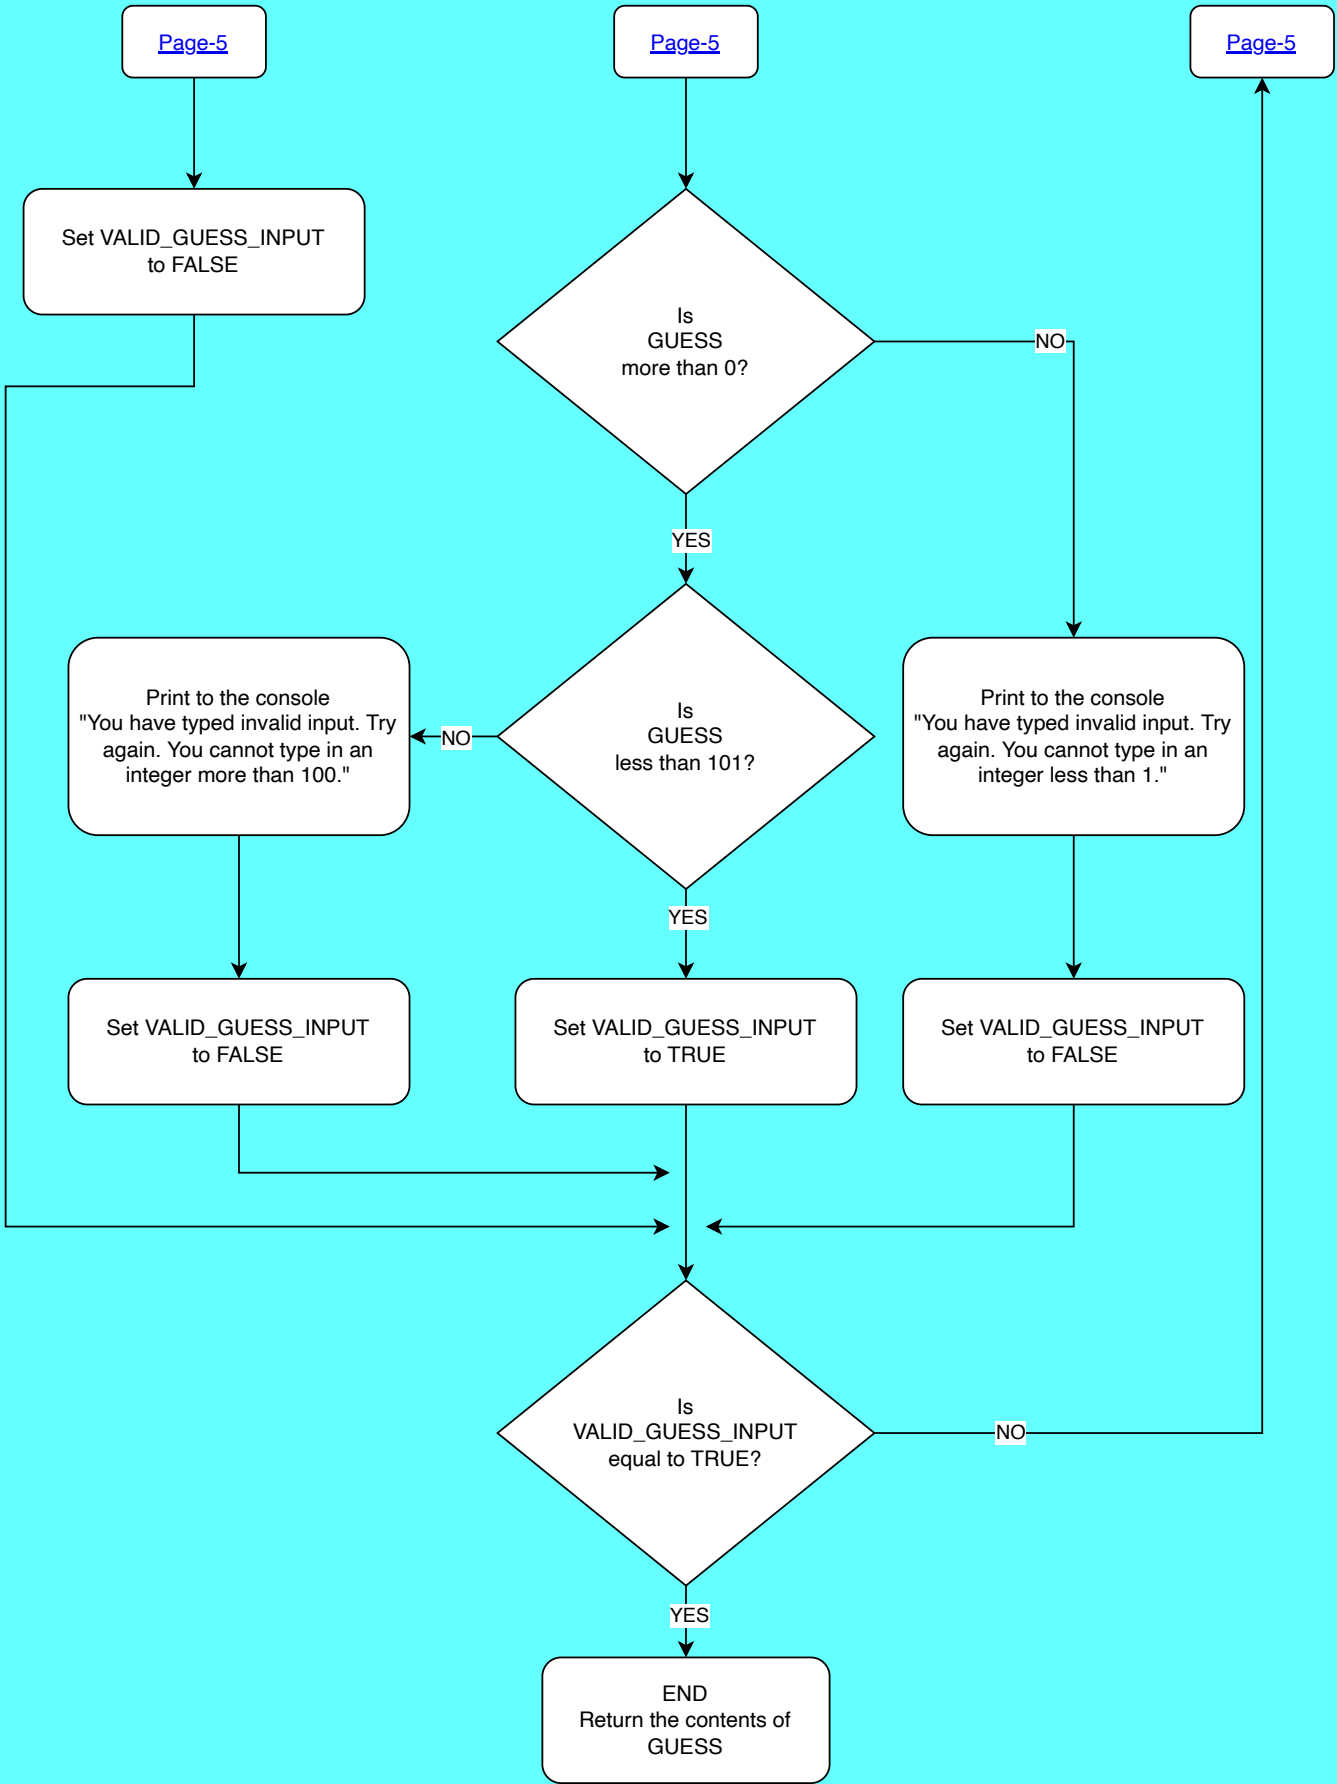 Page-5
Page-5
Page-5
Set VALID_GUESS_INPUT
to FALSE
Is
GUESS
more than 0?
NO
YES
Print to the console
"You have typed invalid input. Try
again. You cannot type in an
integer more than 100."
NO
Is
GUESS
less than 101?
Print to the console
"You have typed invalid input. Try
again. You cannot type in an
integer less than 1."
YES
Set VALID_GUESS_INPUT
to FALSE
Set VALID_GUESS_INPUT
to TRUE
Set VALID_GUESS_INPUT
to FALSE
Is
VALID_GUESS_INPUT
equal to TRUE?
NO
YES
END
Return the contents of
GUESS